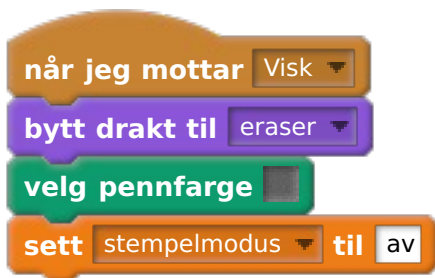 når jeg mottar Visk
bytt drakt til eraser
velg pennfarge
sett stempelmodus til av